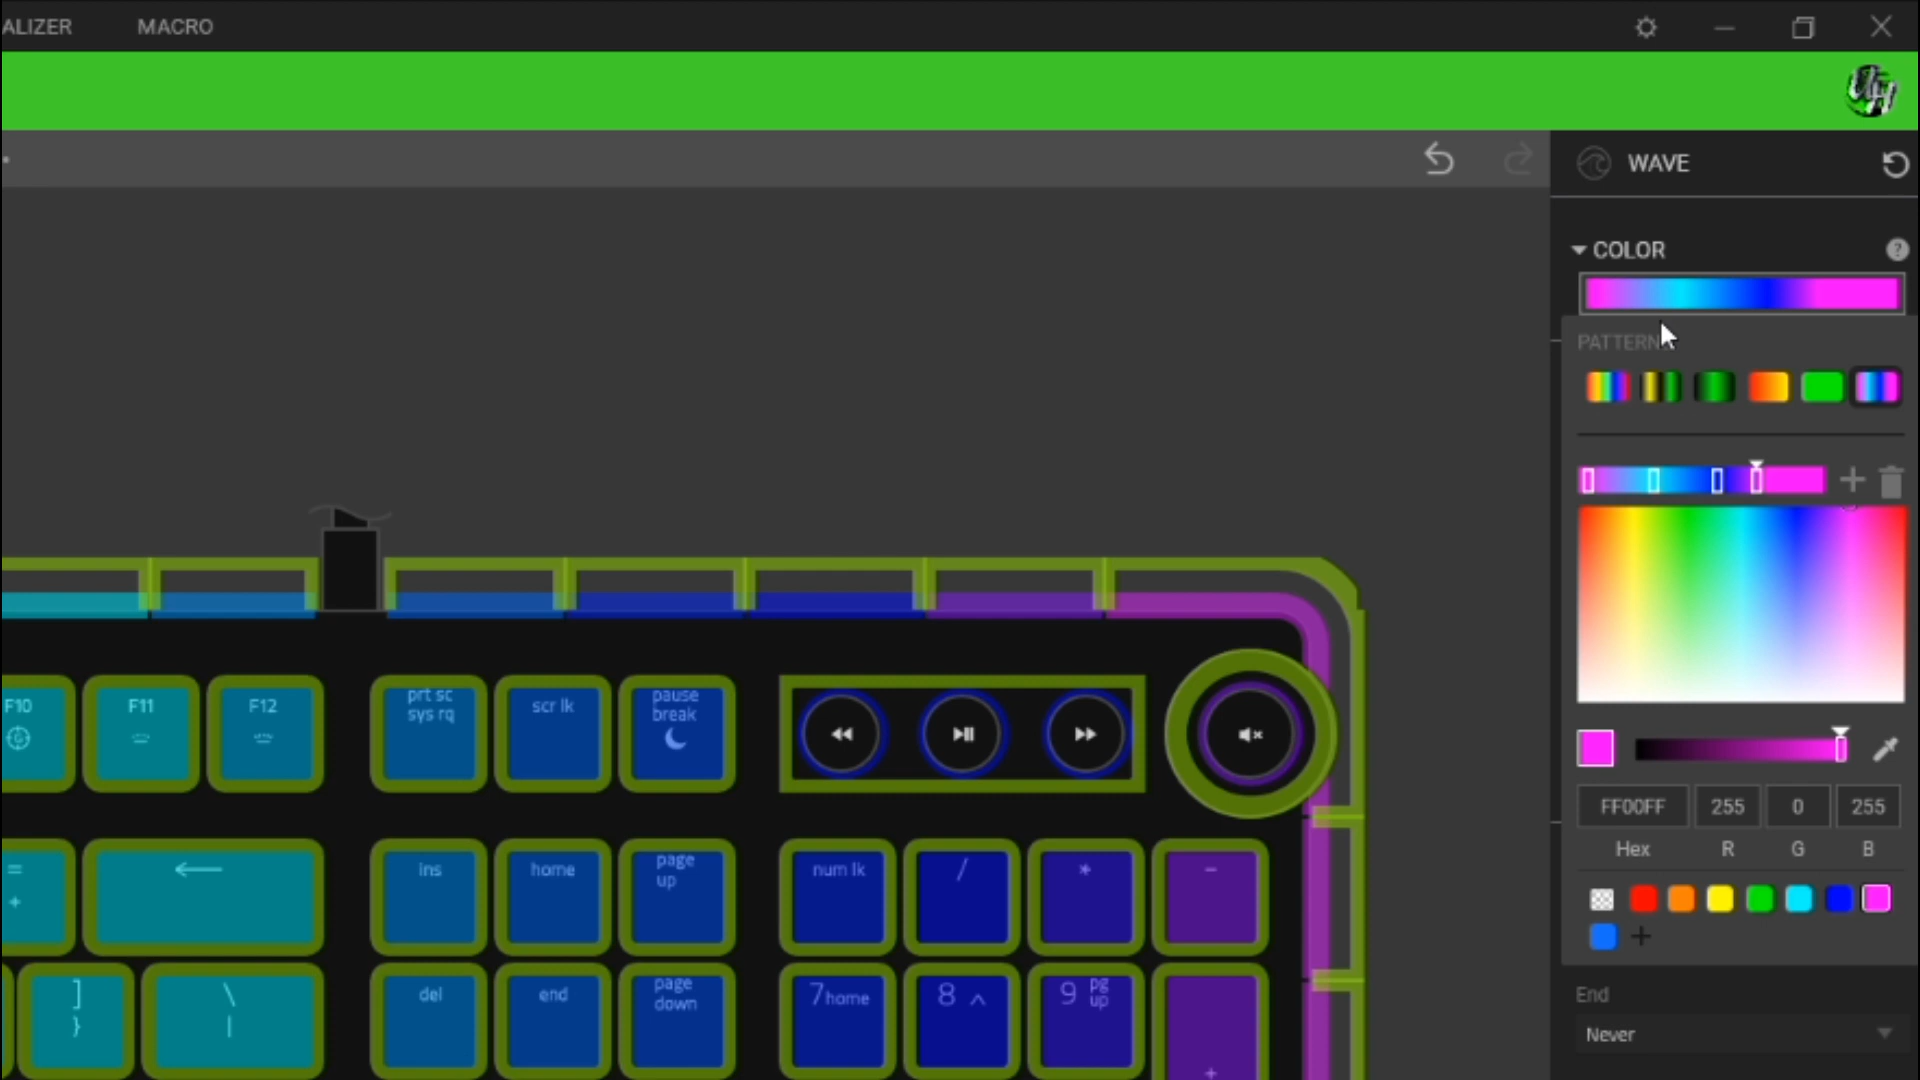 ALIZER MACRO
WAVE
COLOR
?
PATTERN
FF00FF 255 0 255
Hex R G B
End
Never
F10 F11 F12
prt sc
sys rq
scr lk
pause
break
=
+
ins
home
page
up
num lk
/
*
-
]
}
\
|
del
end
page
down
7 home
8
9 pg
up
+